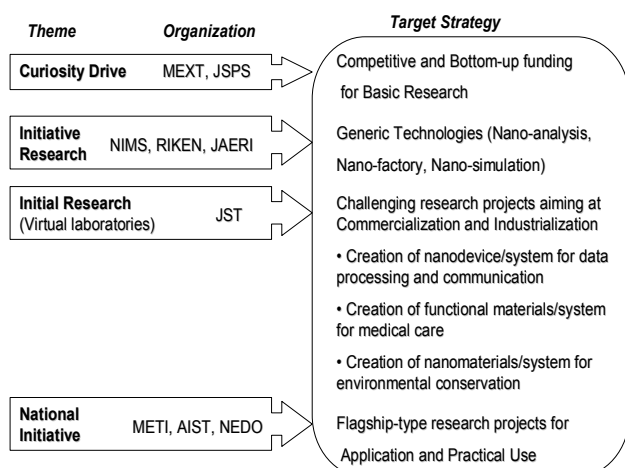 Theme Organization Target Strategy
Curiosity Drive MEXT, JSPS
Competitive and Bottom-up funding
for Basic Research
Initiative
Research NIMS, RIKEN, JAERI
Generic Technologies (Nano-analysis,
Nano-factory, Nano-simulation)
Initial Research
(Virtual laboratories) JST
Challenging research projects aiming at
Commercialization and Industrialization
• Creation of nanodevice/system for data
processing and communication
• Creation of functional materials/system
for medical care
• Creation of nanomaterials/system for
environmental conservation
National
Initiative METI, AIST, NEDO
Flagship-type research projects for
Application and Practical Use